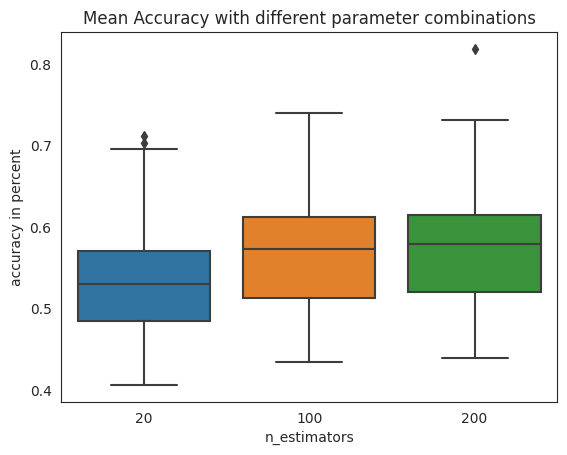 Mean Accuracy with different parameter combinations
accuracy in percent
0.8
0.7
0.6
0.5
0.4
20 100 200
n_estimators